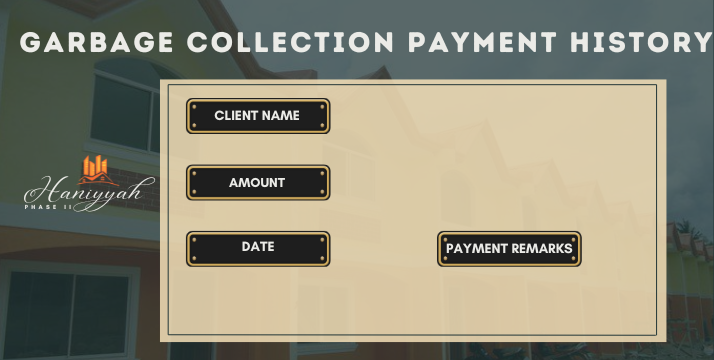 GARBAGE COLLECTION PAYMENT HISTORY
CLIENT NAME
AMOUNT
Haniyyah
PHASE II
DATE
PAYMENT REMARKS